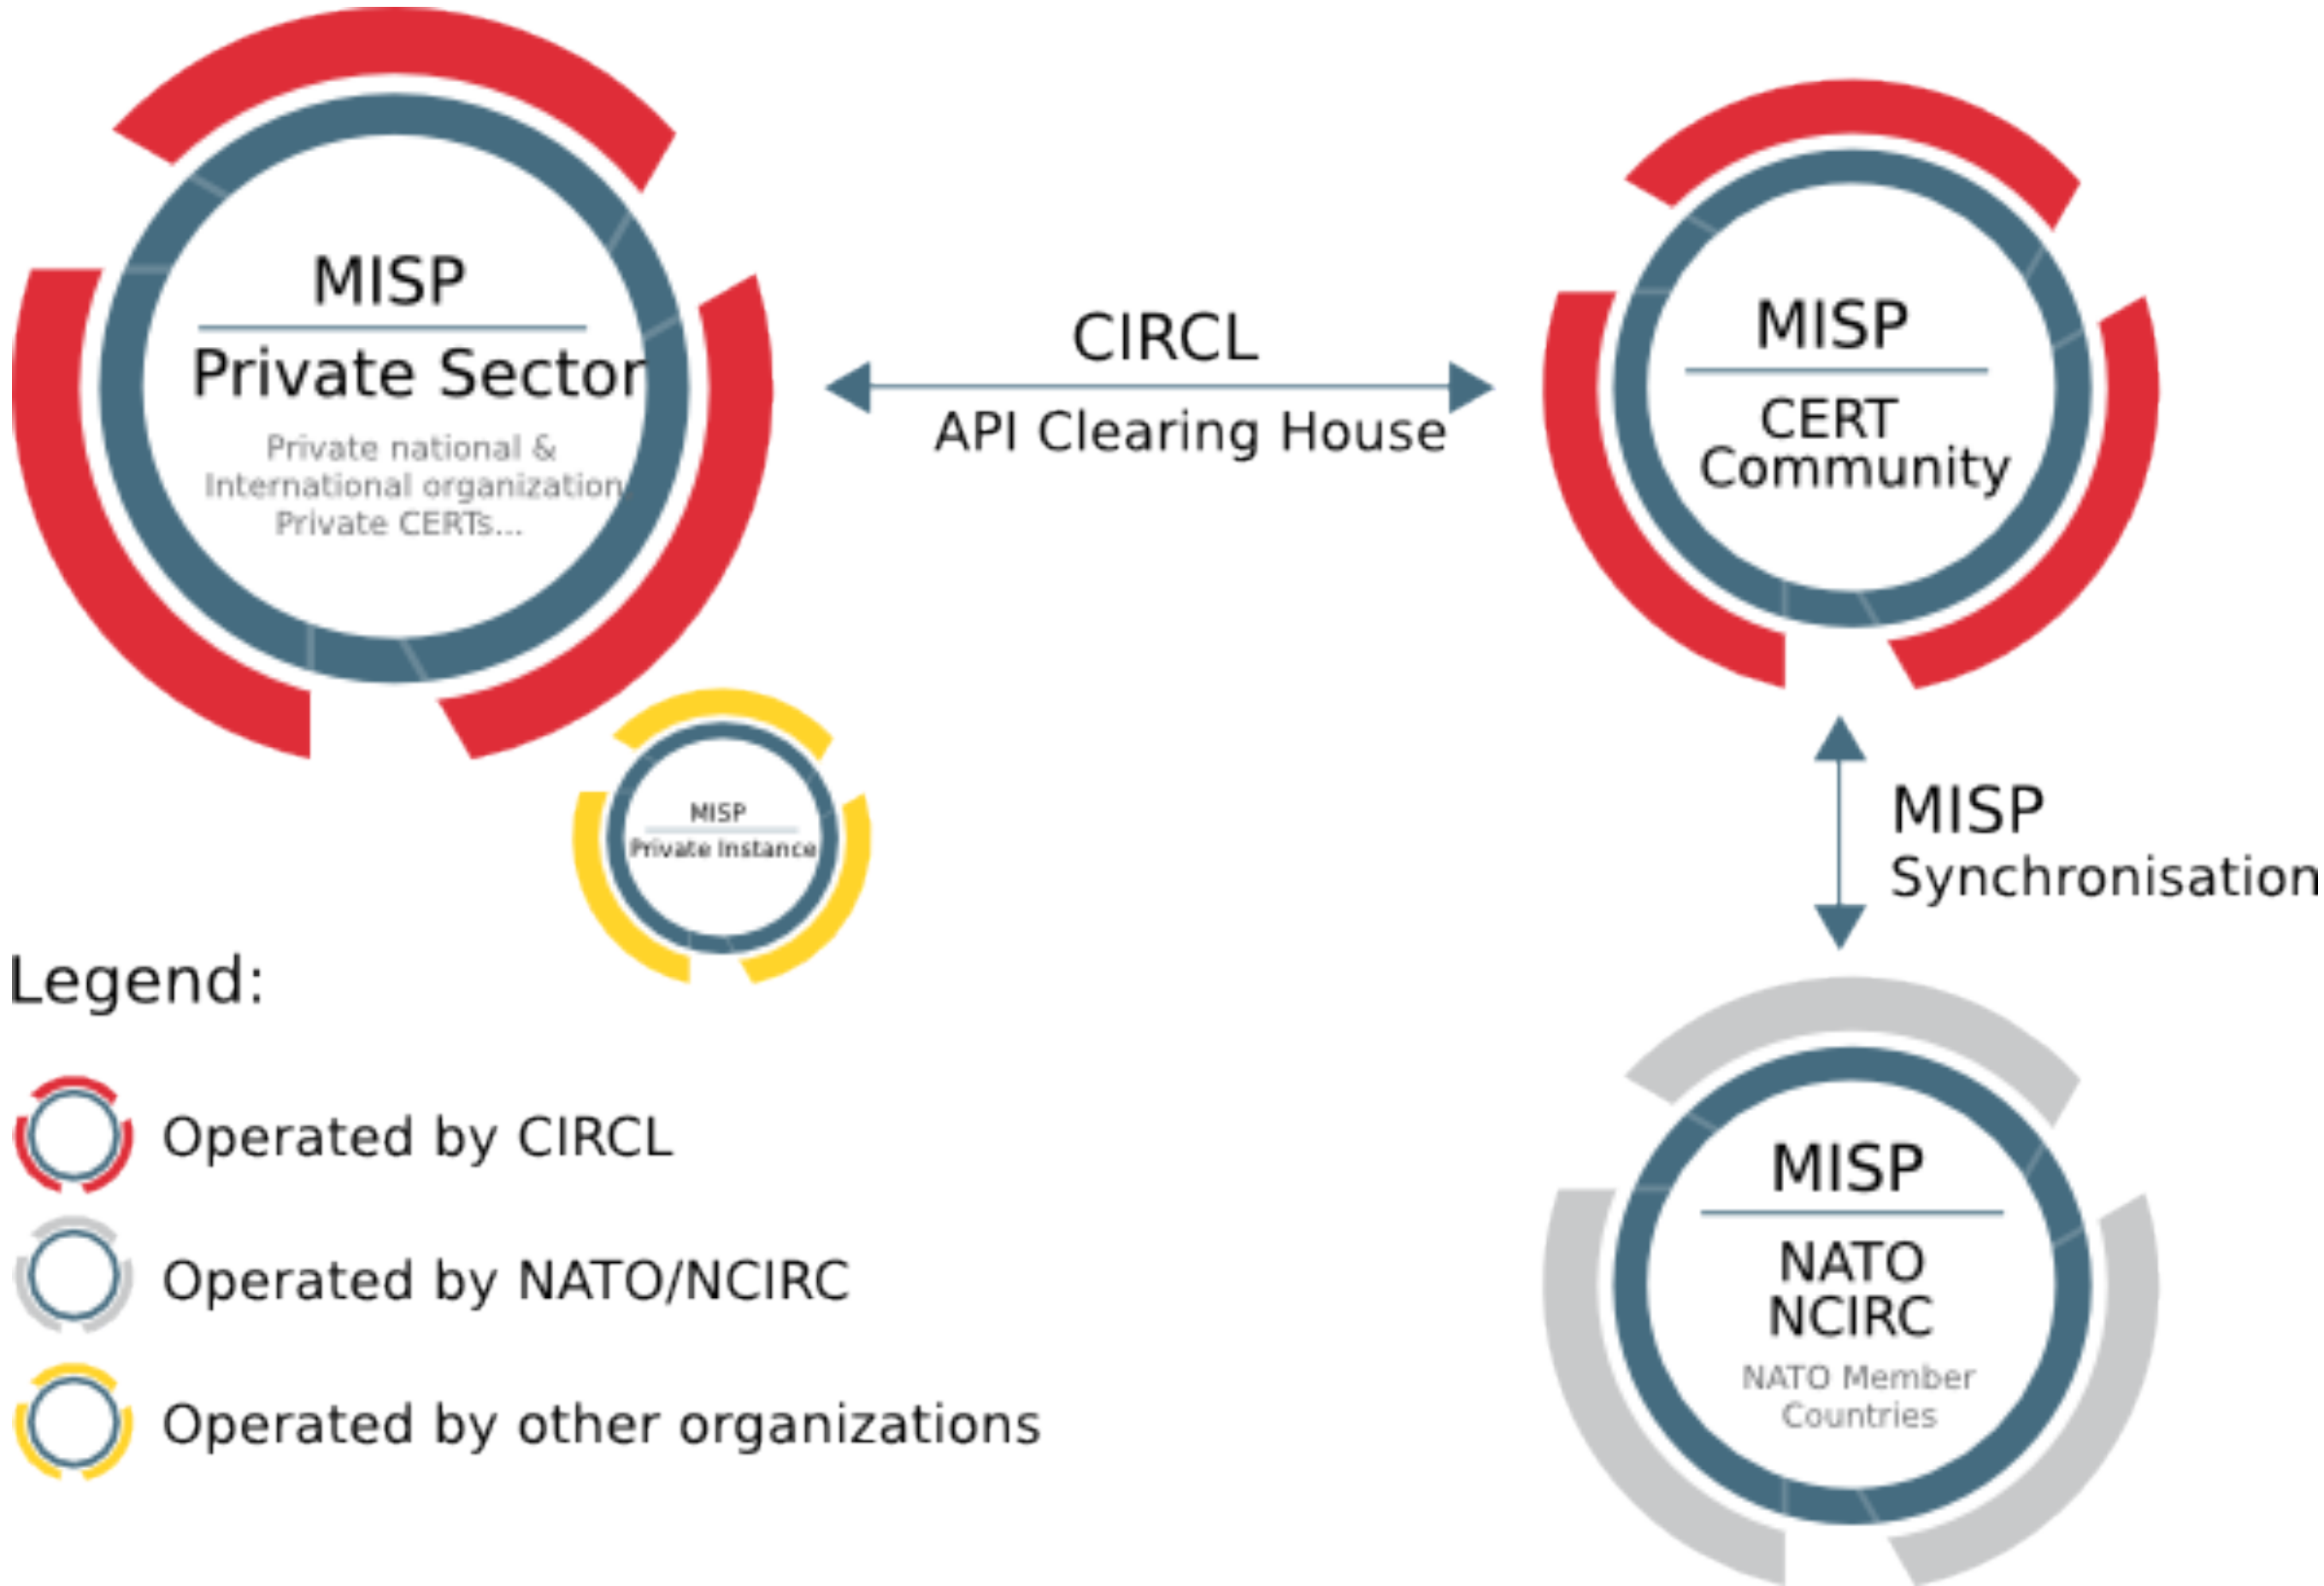 MISP
Private Sector
Private national &
International organization
Private CERTs...
CIRCL
API Clearing House
MISP
CERT
Community
MISP
Synchronisation
MISP
Private Instance
MISP
NATO
NCIRC
NATO Member
Countries
Legend:
Operated by CIRCL
Operated by NATO/NCIRC
Operated by other organizations